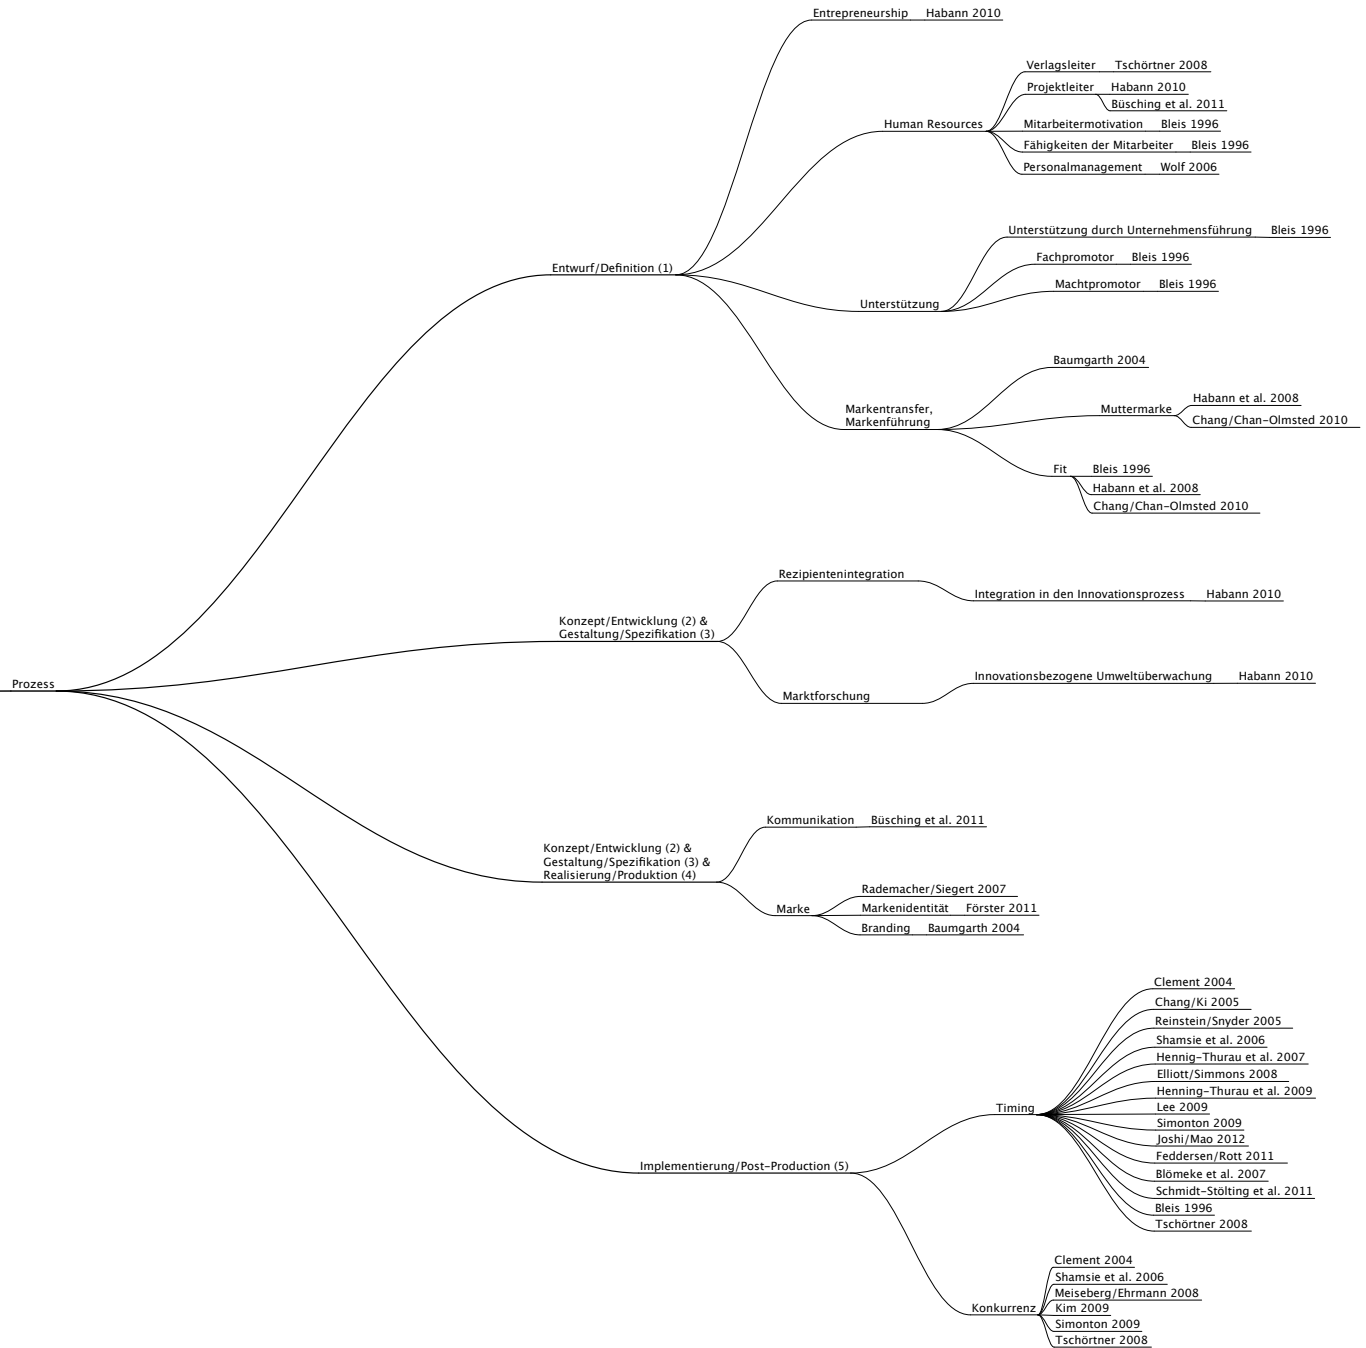 Prozess
Entwurf/Definition (1)
Entrepreneurship Habann 2010
Human Resources
Verlagsleiter Tschörtner 2008
Projektleiter Habann 2010
Büsching et al. 2011
Mitarbeitermotivation Bleis 1996
Fähigkeiten der Mitarbeiter Bleis 1996
Personalmanagement Wolf 2006
Unterstützung
Unterstützung durch Unternehmensführung Bleis 1996
Fachpromotor Bleis 1996
Machtpromotor Bleis 1996
Markentransfer,
Markenführung
Baumgarth 2004
Muttermarke
Habann et al. 2008
Chang/Chan-Olmsted 2010
Fit Bleis 1996
Habann et al. 2008
Chang/Chan-Olmsted 2010
Konzept/Entwicklung (2) &
Gestaltung/Spezifikation (3)
Rezipientenintegration
Integration in den Innovationsprozess Habann 2010
Marktforschung
Innovationsbezogene Umweltüberwachung Habann 2010
Konzept/Entwicklung (2) &
Gestaltung/Spezifikation (3) &
Realisierung/Produktion (4)
Kommunikation Büsching et al. 2011
Marke
Rademacher/Siegert 2007
Markenidentität Förster 2011
Branding Baumgarth 2004
Implementierung/Post-Production (5)
Timing
Clement 2004
Chang/Ki 2005
Reinstein/Snyder 2005
Shamsie et al. 2006
Hennig-Thurau et al. 2007
Elliott/Simmons 2008
Henning-Thurau et al. 2009
Lee 2009
Simonton 2009
Joshi/Mao 2012
Feddersen/Rott 2011
Blömeke et al. 2007
Schmidt-Stölting et al. 2011
Bleis 1996
Tschörtner 2008
Konkurrenz
Clement 2004
Shamsie et al. 2006
Meiseberg/Ehrmann 2008
Kim 2009
Simonton 2009
Tschörtner 2008